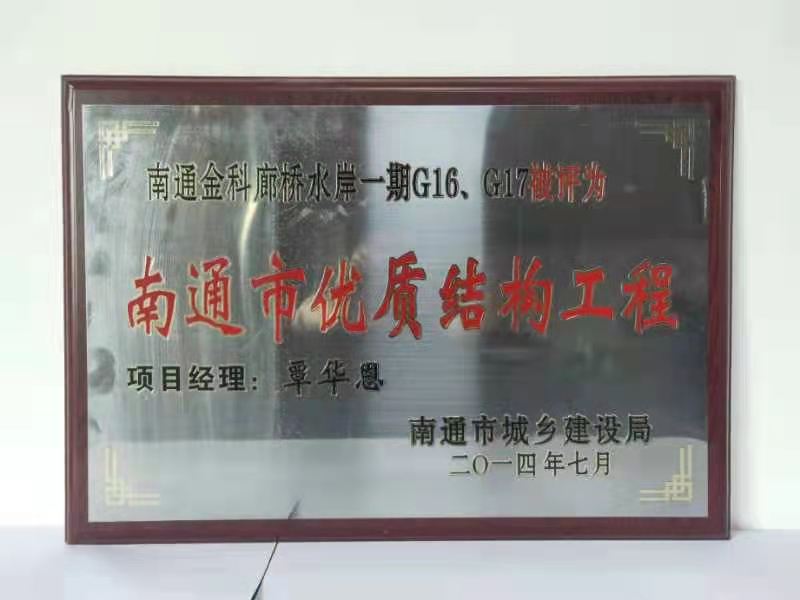 南通金科廊桥水岸一期G16、G17被评为
南通市优质结构工程
项目经理：覃华恩
南通市城乡建设局
二〇一四年七月